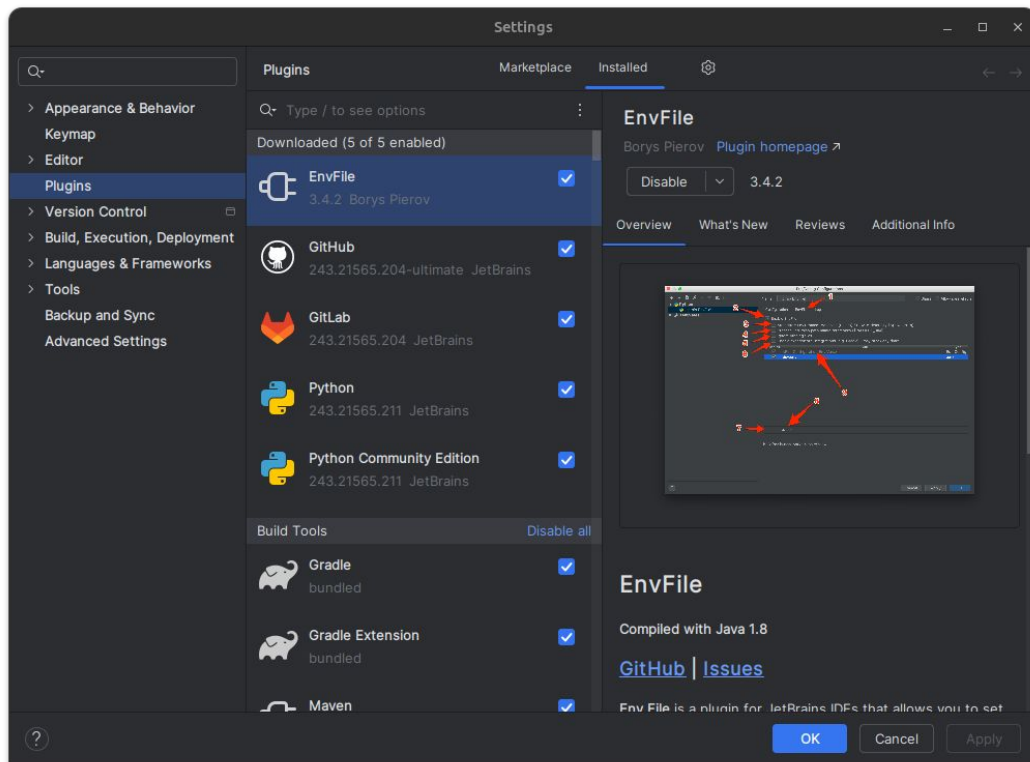 Settings
Plugins
Marketplace
Installed
Appearance & Behavior
Keymap
Editor
Plugins
Version Control
Build, Execution, Deployment
Languages & Frameworks
Tools
Backup and Sync
Advanced Settings
Type / to see options
Downloaded (5 of 5 enabled)
EnvFile
3.4.2 Borys Pierov
GitHub
243.21565.204-ultimate JetBrains
GitLab
243.21565.204 JetBrains
Python
243.21565.211 JetBrains
Python Community Edition
243.21565.211 JetBrains
Build Tools Disable all
Gradle
bundled
Gradle Extension
bundled
Maven
EnvFile
Borys Pierov Plugin homepage ↗
Disable 3.4.2
Overview What's New Reviews Additional Info
EnvFile
Compiled with Java 1.8
GitHub | Issues
Env File is a plugin for JetBrains IDEs that allows you to set
? OK Cancel Apply